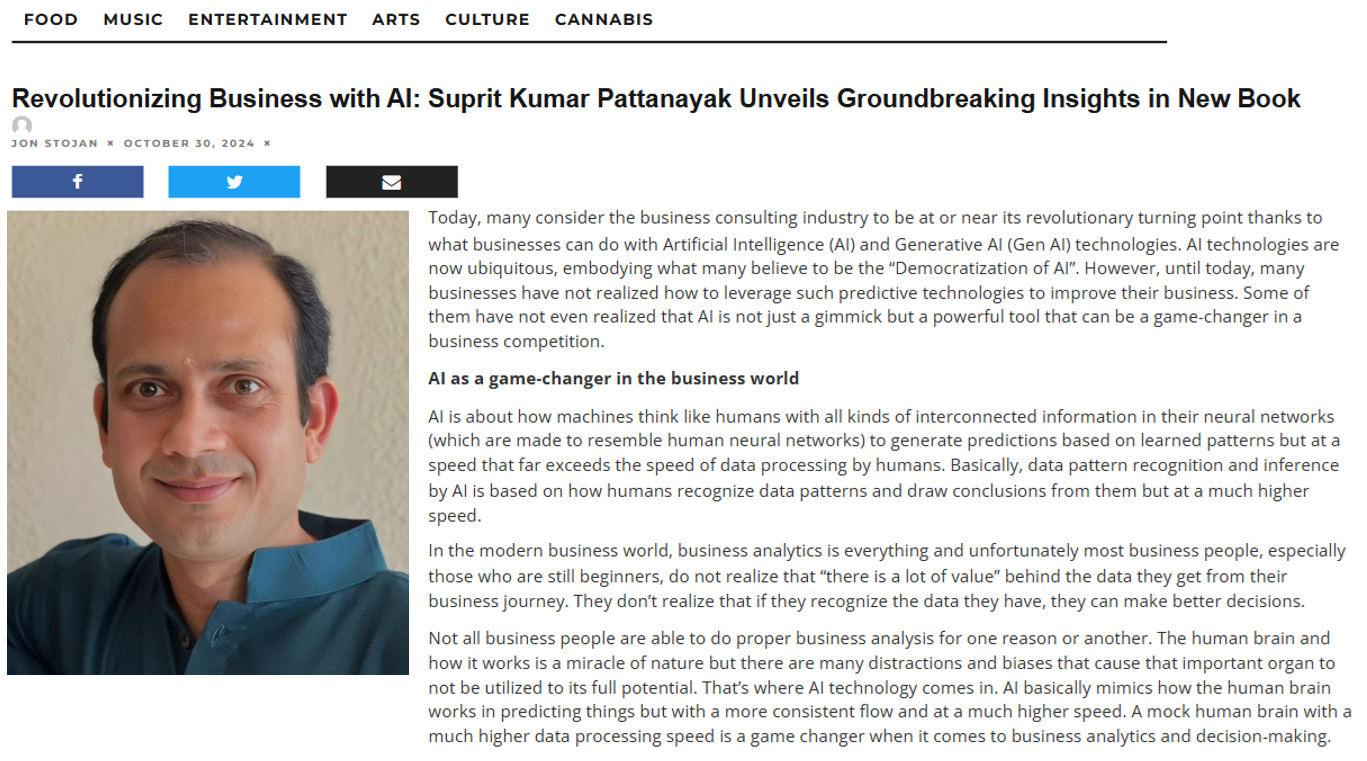 FOOD MUSIC ENTERTAINMENT ARTS CULTURE CANNABIS
Revolutionizing Business with AI: Suprit Kumar Pattanayak Unveils Groundbreaking Insights in New Book
JON STOJAN × OCTOBER 30, 2024 ×
Today, many consider the business consulting industry to be at or near its revolutionary turning point thanks to
what businesses can do with Artificial Intelligence (AI) and Generative AI (Gen AI) technologies. AI technologies are
now ubiquitous, embodying what many believe to be the “Democratization of AI”. However, until today, many
businesses have not realized how to leverage such predictive technologies to improve their business. Some of
them have not even realized that AI is not just a gimmick but a powerful tool that can be a game-changer in a
business competition.
AI as a game-changer in the business world
AI is about how machines think like humans with all kinds of interconnected information in their neural networks
(which are made to resemble human neural networks) to generate predictions based on learned patterns but at a
speed that far exceeds the speed of data processing by humans. Basically, data pattern recognition and inference
by AI is based on how humans recognize data patterns and draw conclusions from them but at a much higher
speed.
In the modern business world, business analytics is everything and unfortunately most business people, especially
those who are still beginners, do not realize that “there is a lot of value” behind the data they get from their
business journey. They don’t realize that if they recognize the data they have, they can make better decisions.
Not all business people are able to do proper business analysis for one reason or another. The human brain and
how it works is a miracle of nature but there are many distractions and biases that cause that important organ to
not be utilized to its full potential. That’s where AI technology comes in. AI basically mimics how the human brain
works in predicting things but with a more consistent flow and at a much higher speed. A mock human brain with a
much higher data processing speed is a game changer when it comes to business analytics and decision-making.